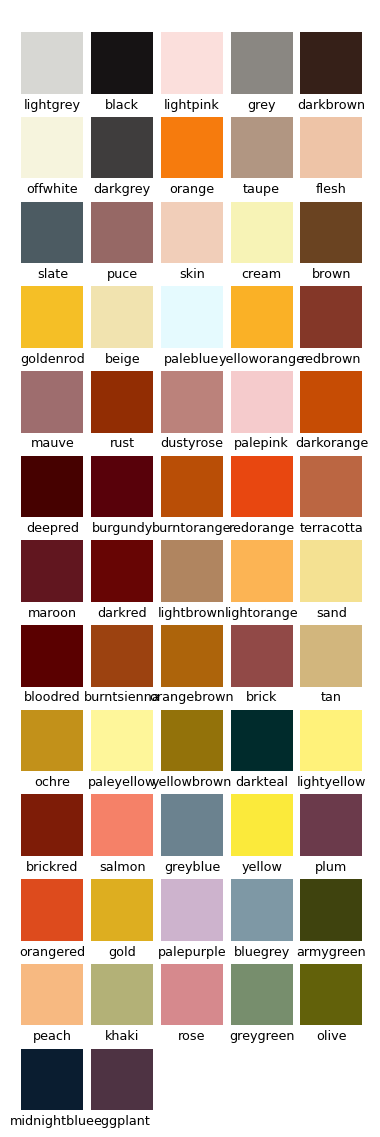 lightgrey black lightpink grey darkbrown
offwhite darkgrey orange taupe flesh
slate puce skin cream brown
goldenrod beige paleblue yelloworange redbrown
mauve rust dustyrose palepink darkorange
deepred burgundy burntorange redorange terracotta
maroon darkred lightbrown lightorange sand
bloodred burntsienna orangebrown brick tan
ochre paleyellow yellowbrown darkteal lightyellow
brickred salmon greyblue yellow plum
orangered gold palepurple bluegrey armygreen
peach khaki rose greygreen olive
midnightblue eggplant